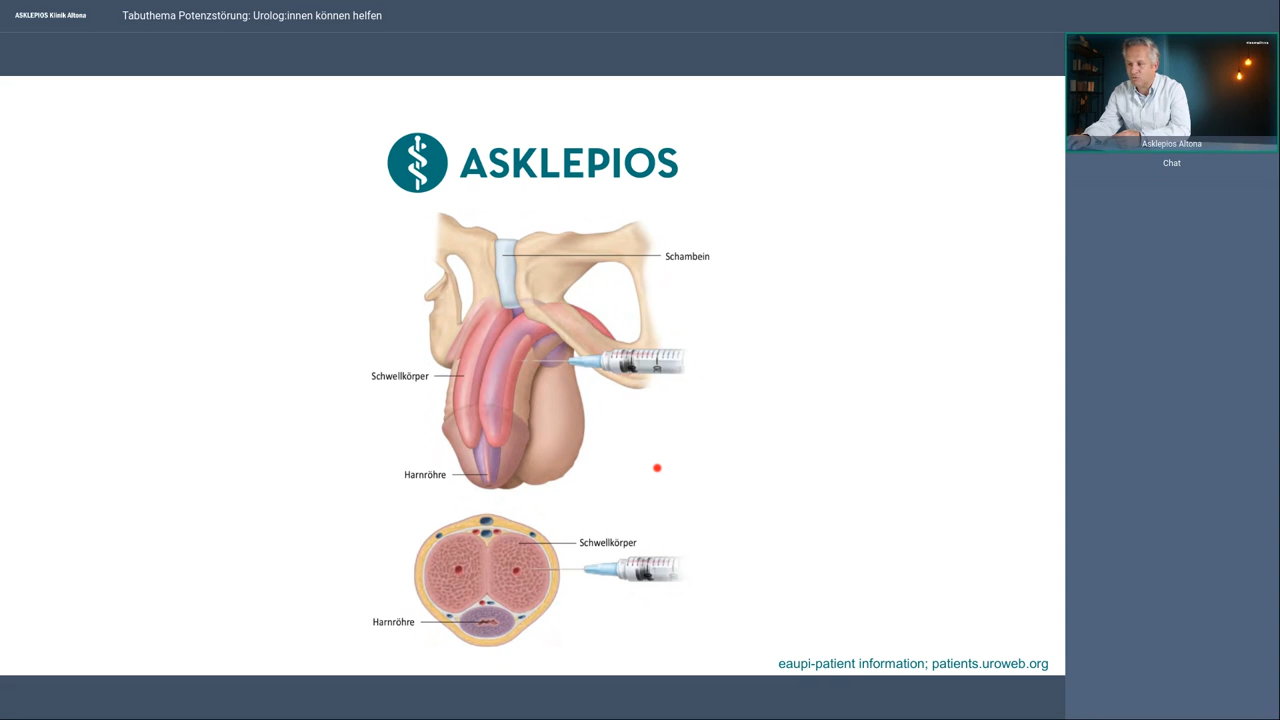 ASKLEPIOS Klinik Altona
Tabuthema Potenzstörung: Urolog:innen können helfen
Asklepios Altona
Chat
ASKLEPIOS
Schambein
Schwellkörper
Harnröhre
Schwellkörper
Harnröhre
eaupi-patient information; patients.uroweb.org